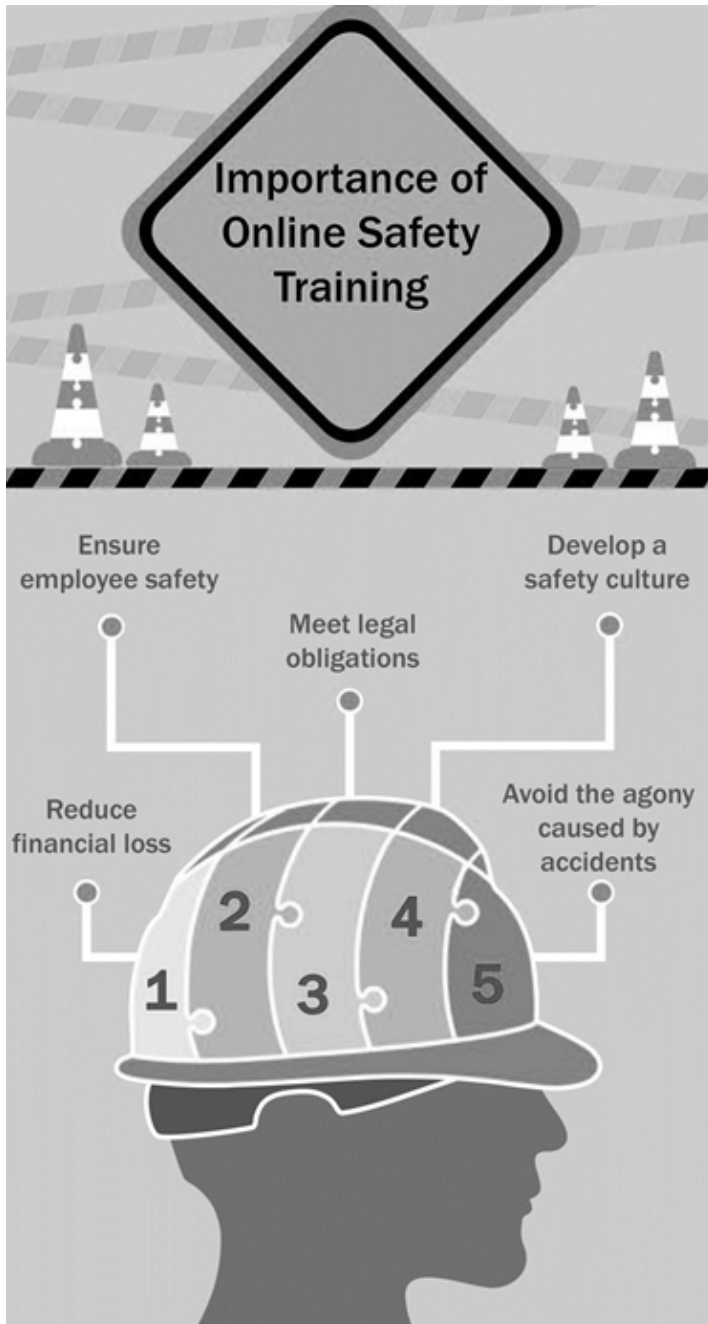 Importance of
Online Safety
Training
Ensure
employee safety
Develop a
safety culture
Meet legal
obligations
Reduce
financial loss
Avoid the agony
caused by
accidents
1
2
3
4
5